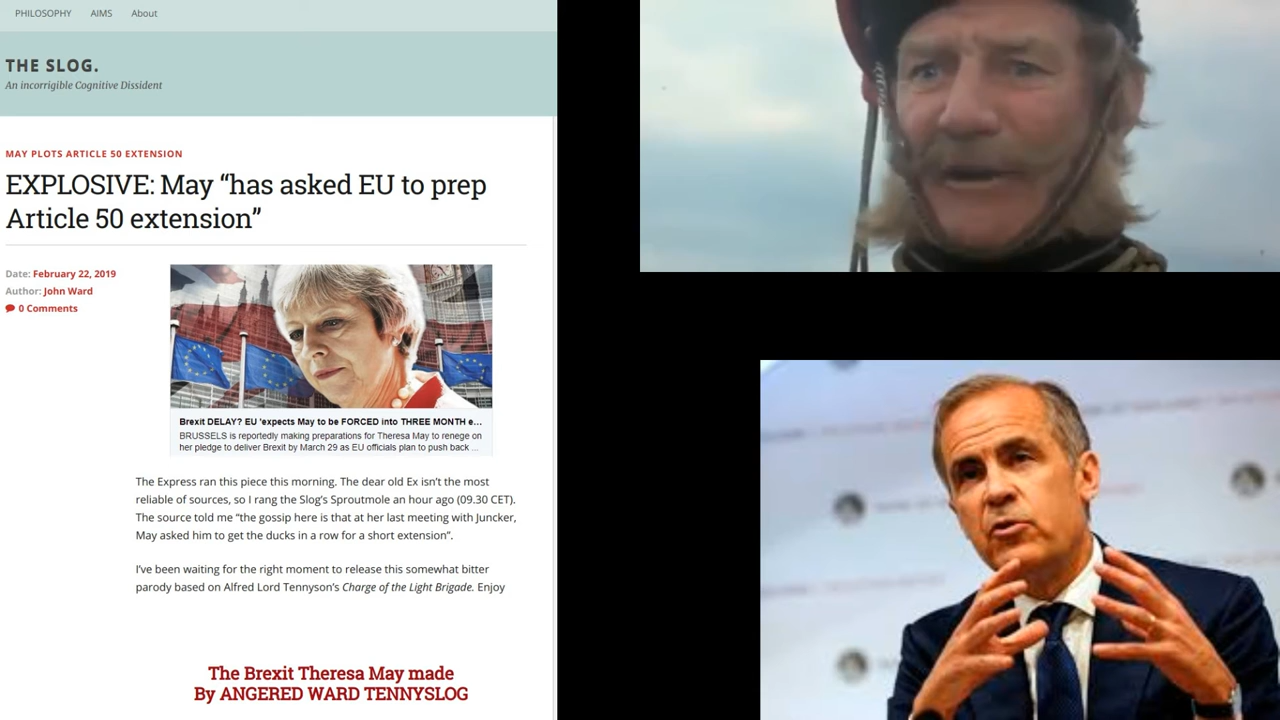 PHILOSOPHY AIMS About
THE SLOG.
An incorrigible Cognitive Dissident
MAY PLOTS ARTICLE 50 EXTENSION
EXPLOSIVE: May “has asked EU to prep
Article 50 extension”
Date: February 22, 2019
Author: John Ward
0 Comments
Brexit DELAY? EU 'expects May to be FORCED into THREE MONTH e...
BRUSSELS is reportedly making preparations for Theresa May to renege on
her pledge to deliver Brexit by March 29 as EU officials plan to push back ...
The Express ran this piece this morning. The dear old Ex isn’t the most
reliable of sources, so I rang the Slog’s Sproutmole an hour ago (09.30 CET).
The source told me “the gossip here is that at her last meeting with Juncker,
May asked him to get the ducks in a row for a short extension”.
I’ve been waiting for the right moment to release this somewhat bitter
parody based on Alfred Lord Tennyson’s Charge of the Light Brigade. Enjoy
The Brexit Theresa May made
By ANGERED WARD TENNYSLOG